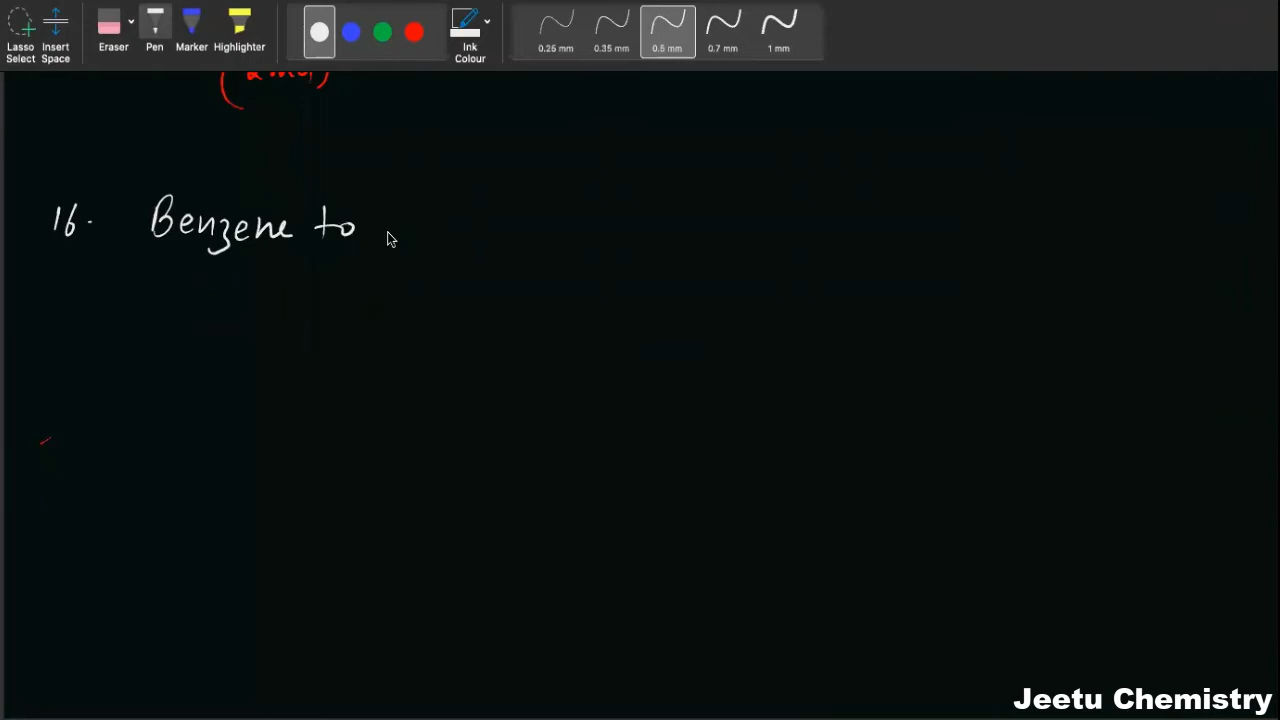 Lasso Select
Insert Space
Eraser
Pen
Marker
Highlighter
Ink Colour
0.26 mm
0.35 mm
0.5 mm
0.7 mm
1 mm
16. Benzene to
Jeetu Chemistry